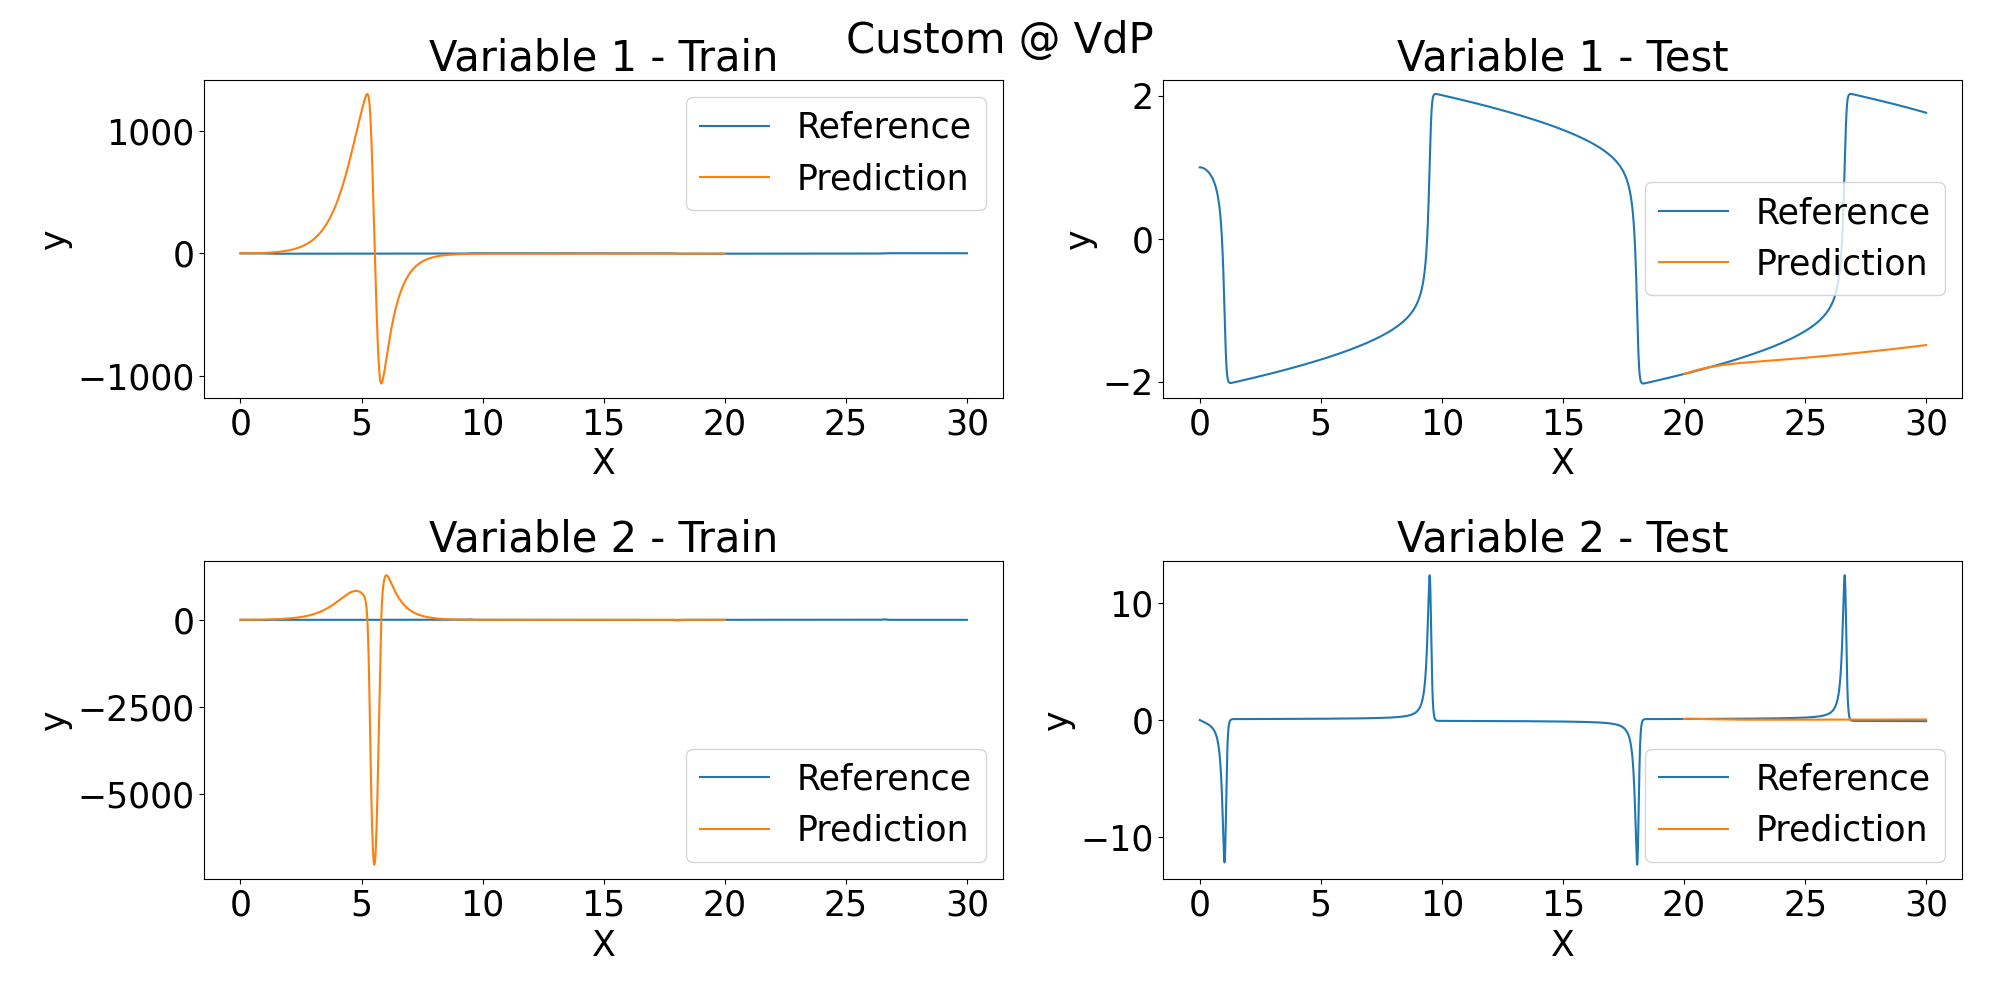 Custom @ VdP
Variable 1 - Train
1000
0
−1000
y
Reference
Prediction
0 5 10 15 20 25 30
X
Variable 1 - Test
2
0
−2
y
Reference
Prediction
0 5 10 15 20 25 30
X
Variable 2 - Train
0
−2500
−5000
y
Reference
Prediction
0 5 10 15 20 25 30
X
Variable 2 - Test
10
0
−10
y
Reference
Prediction
0 5 10 15 20 25 30
X